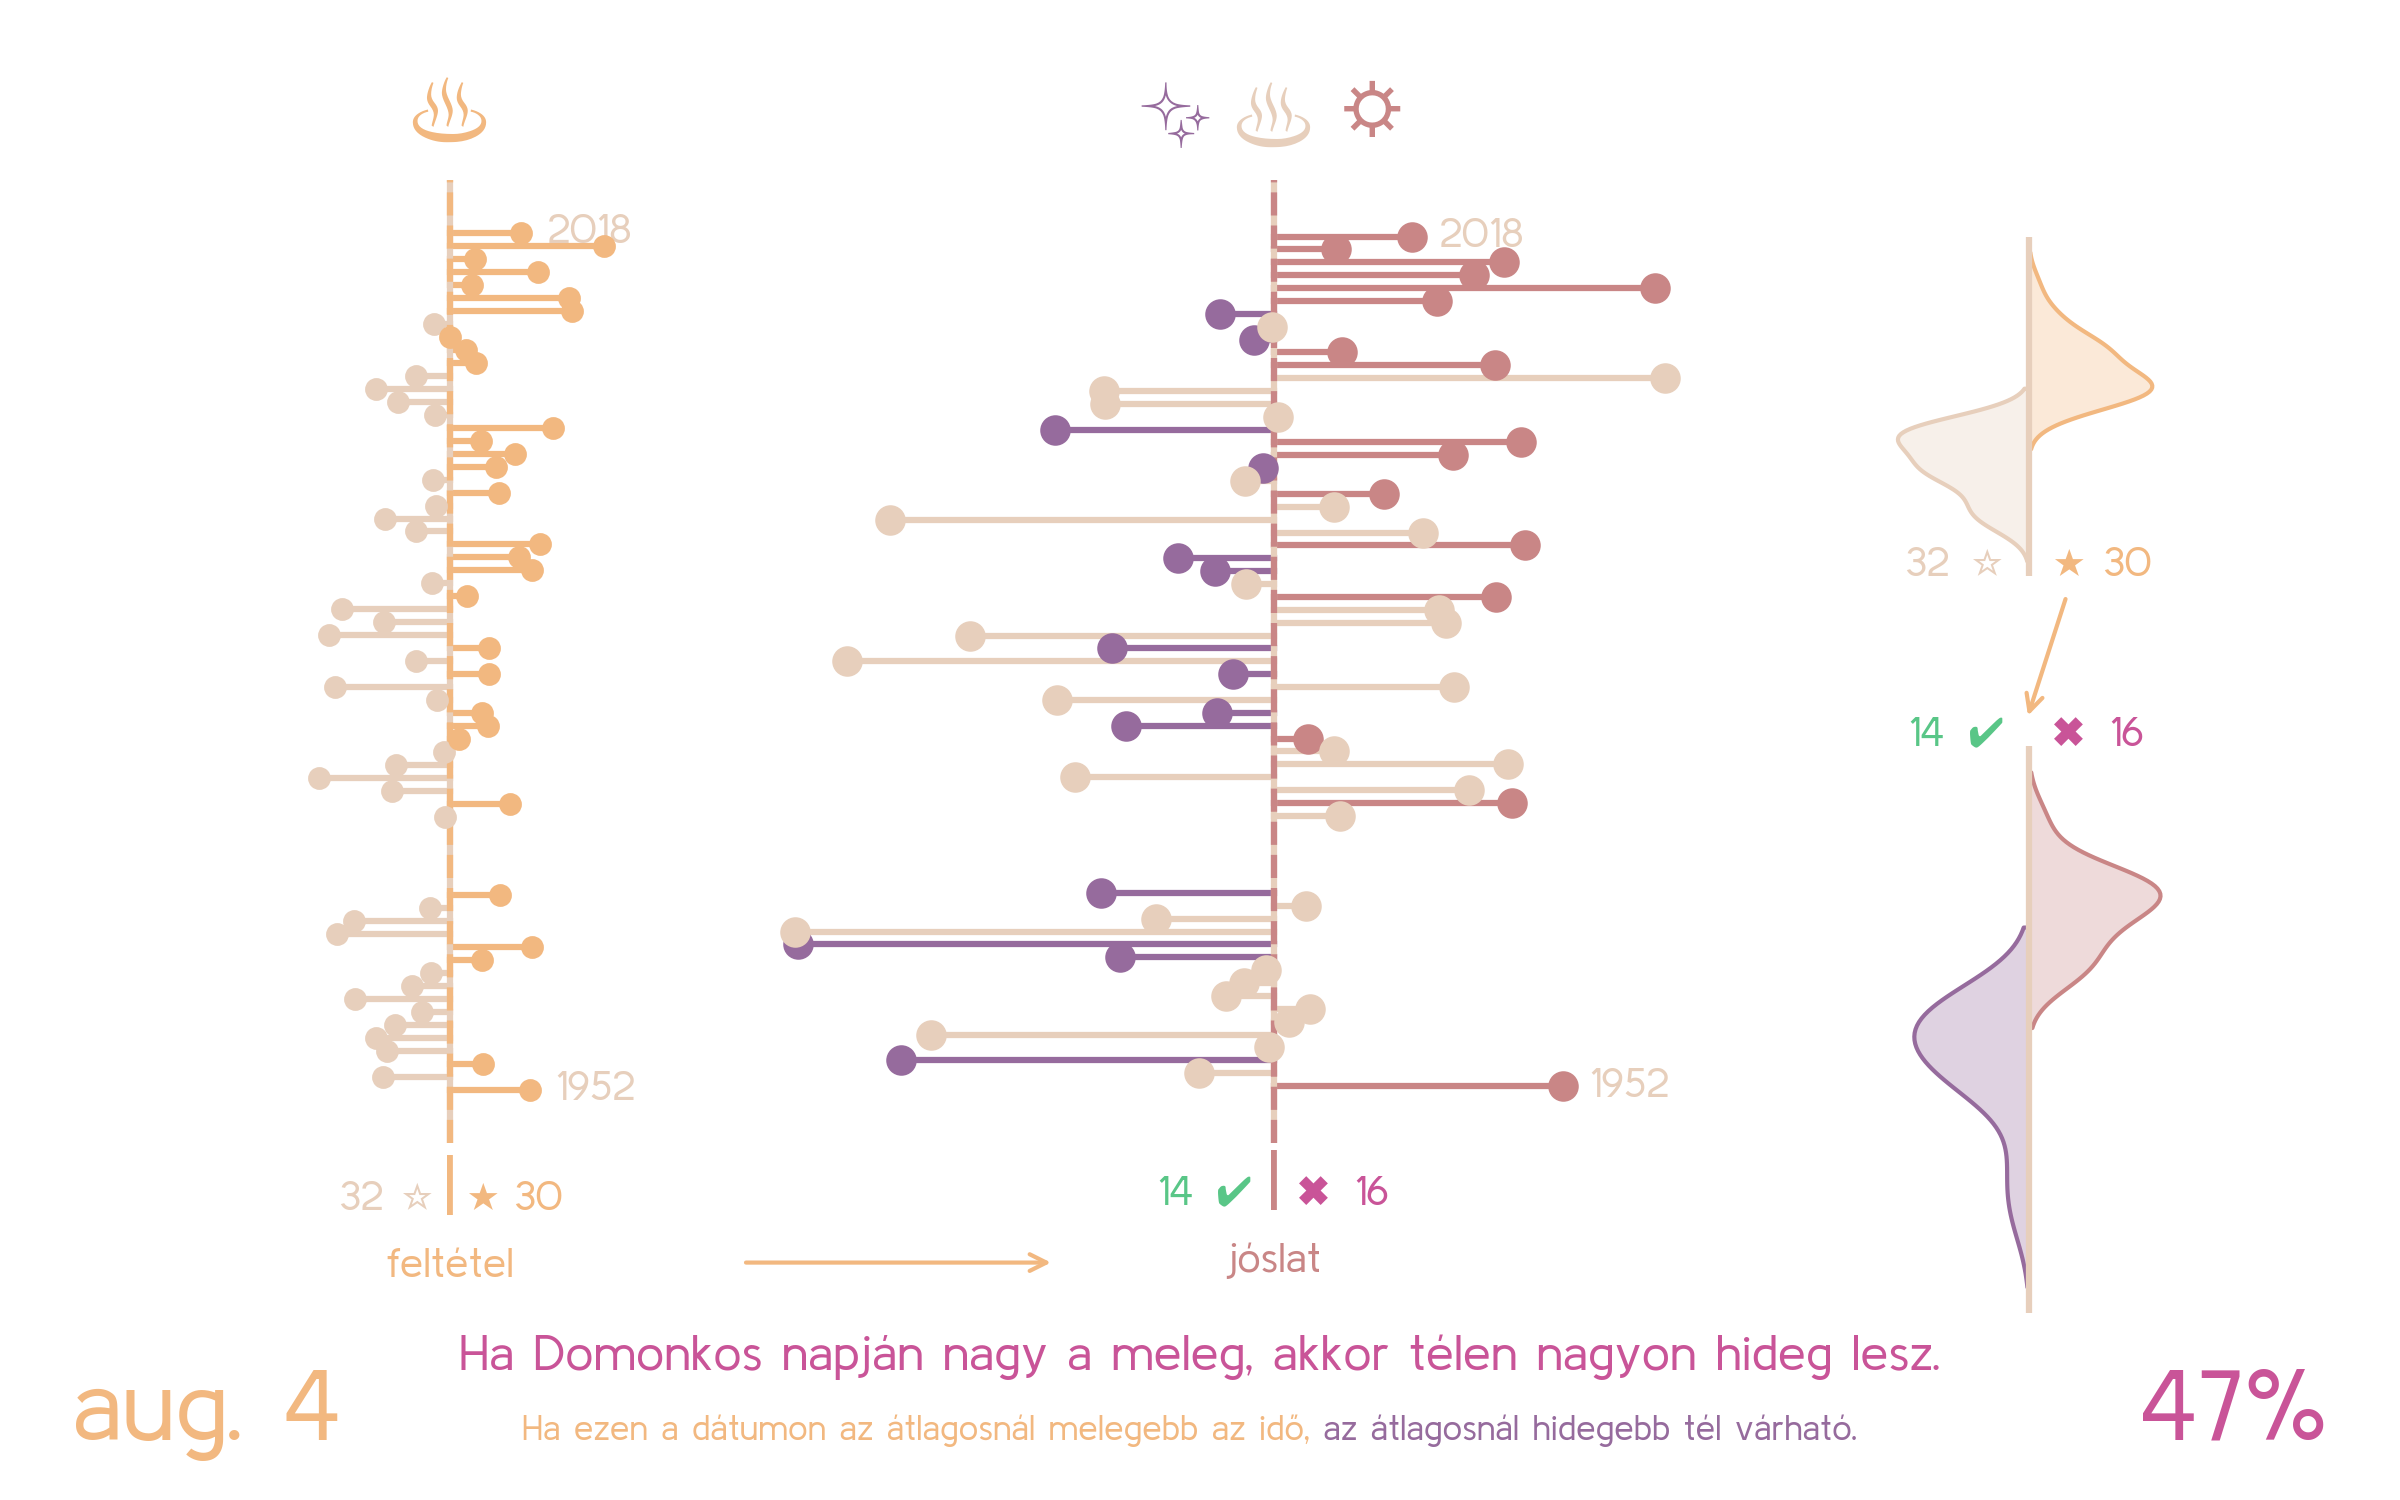 2018
2018
32 ☆ ★ 30
14 ✔ ✖ 16
1952
1952
32 ☆ ★ 30
14 ✔ ✖ 16
feltétel
jóslat
Ha Domonkos napján nagy a meleg, akkor télen nagyon hideg lesz.
aug. 4
47%
Ha ezen a dátumon az átlagosnál melegebb az idő, az átlagosnál hidegebb tél várható.